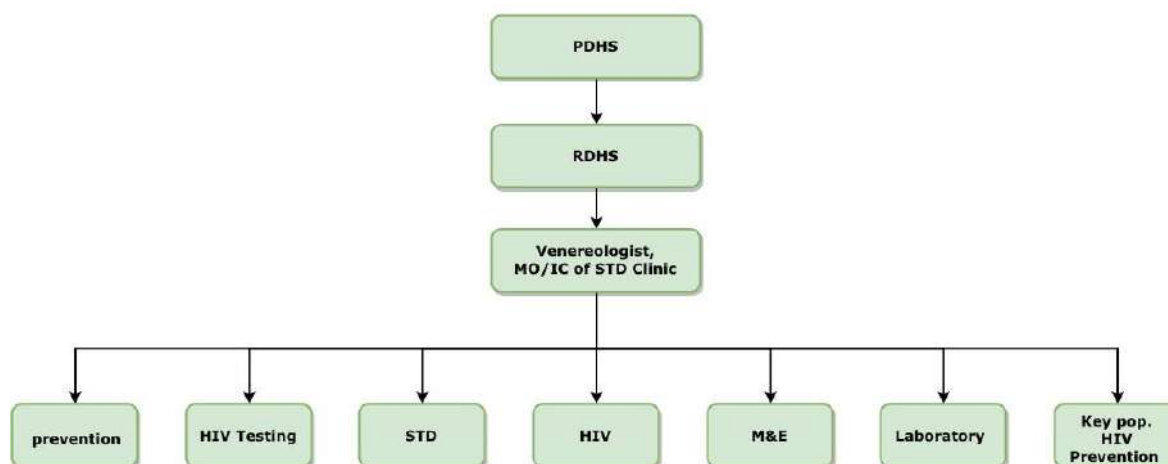 PDHS
RDHS
Venereologist,
MO/IC of STD Clinic
prevention
HIV Testing
STD
HIV
M&E
Laboratory
Key pop.
HIV
Prevention